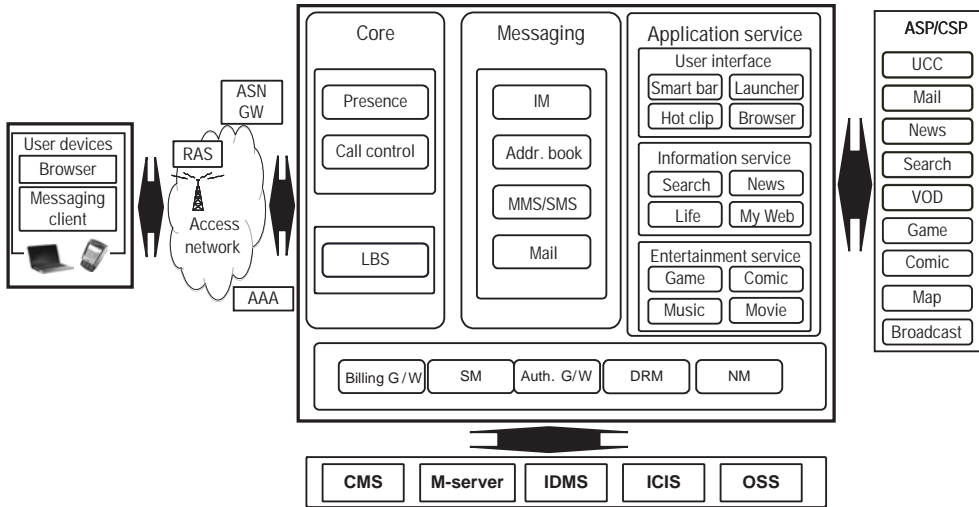 User devices
Browser
Messaging
client
ASN
GW
RAS
Access
network
AAA
Core
Presence
Call control
LBS
Messaging
IM
Addr. book
MMS/SMS
Mail
Application service
User interface
Smart bar
Launcher
Hot clip
Browser
Information service
Search
News
Life
My Web
Entertainment service
Game
Comic
Music
Movie
Billing G/W
SM
Auth. G/W
DRM
NM
CMS
M-server
IDMS
ICIS
OSS
ASP/CSP
UCC
Mail
News
Search
VOD
Game
Comic
Map
Broadcast